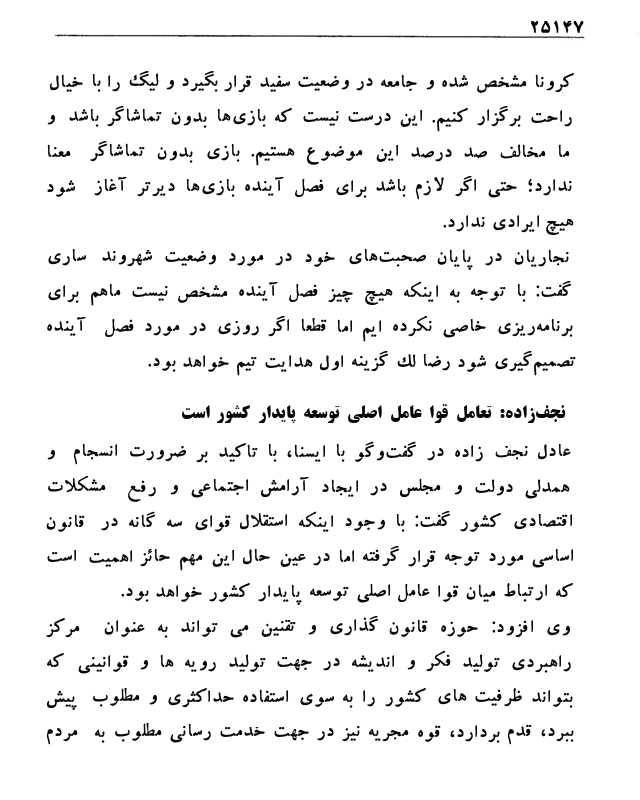 ۲۵۱۴۷
کرونا مشخص شده و جامعه در وضعیت سفید قرار بگیرد و لیگ را با خیال
راحت برگزار کنیم. این درست نیست که بازی‌ها بدون تماشاگر باشد و
ما مخالف صد درصد این موضوع هستیم. بازی بدون تماشاگر معنا
ندارد؛ حتی اگر لازم باشد برای فصل آینده بازی‌ها دیرتر آغاز شود
هیچ ایرادی ندارد.
نجاریان در پایان صحبت‌های خود در مورد وضعیت شهروند ساری
گفت: با توجه به اینکه هیچ چیز فصل آینده مشخص نیست ماهم برای
برنامه‌ریزی خاصی نکرده ایم اما قطعا اگر روزی در مورد فصل آینده
تصمیم‌گیری شود رضا لك گزینه اول هدایت تیم خواهد بود.
نجف‌زاده: تعامل قوا عامل اصلی توسعه پایدار کشور است
عادل نجف زاده در گفت‌وگو با ایسنا، با تاکید بر ضرورت انسجام و
همدلی دولت و مجلس در ایجاد آرامش اجتماعی و رفع مشکلات
اقتصادی کشور گفت: با وجود اینکه استقلال قوای سه گانه در قانون
اساسی مورد توجه قرار گرفته اما در عین حال این مهم حائز اهمیت است
که ارتباط میان قوا عامل اصلی توسعه پایدار کشور خواهد بود.
وی افزود: حوزه قانون گذاری و تقنین می تواند به عنوان مرکز
راهبردی تولید فکر و اندیشه در جهت تولید رویه ها و قوانینی که
بتواند ظرفیت های کشور را به سوی استفاده حداکثری و مطلوب پیش
ببرد، قدم بردارد، قوه مجریه نیز در جهت خدمت رسانی مطلوب به مردم